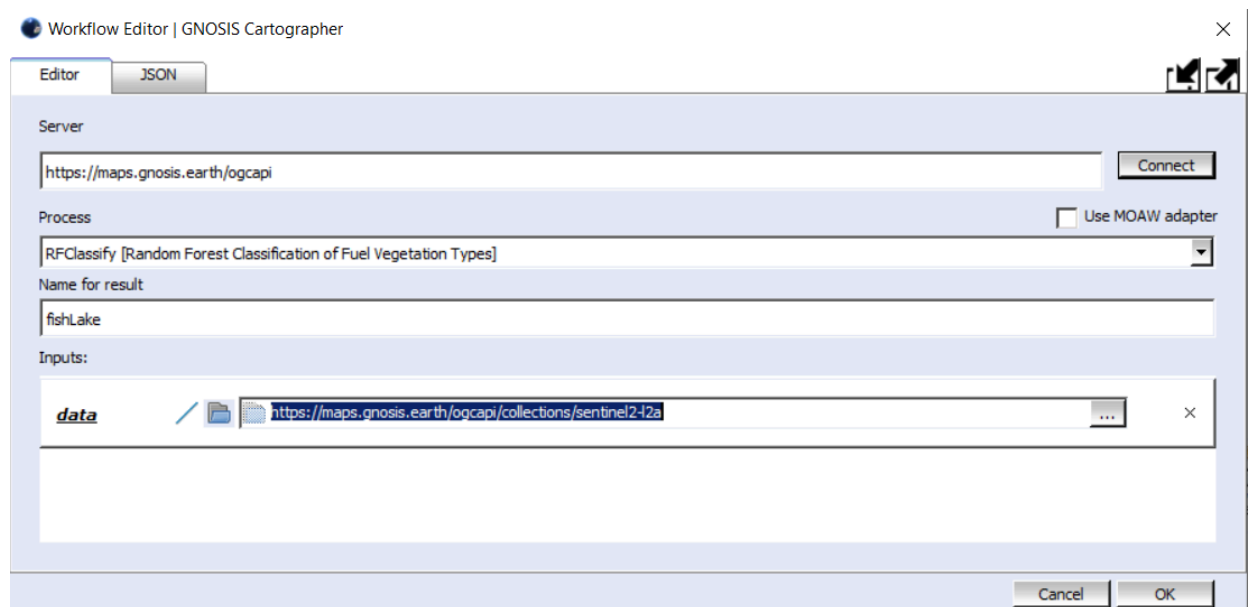 Workflow Editor | GNOSIS Cartographer
Editor JSON
Server
https://maps.gnosis.earth/ogcapi Connect
Process Use MOAW adapter
RFClassify [Random Forest Classification of Fuel Vegetation Types]
Name for result
fishLake
Inputs:
data https://maps.gnosis.earth/ogcapi/collections/sentinel2-l2a ...
Cancel OK